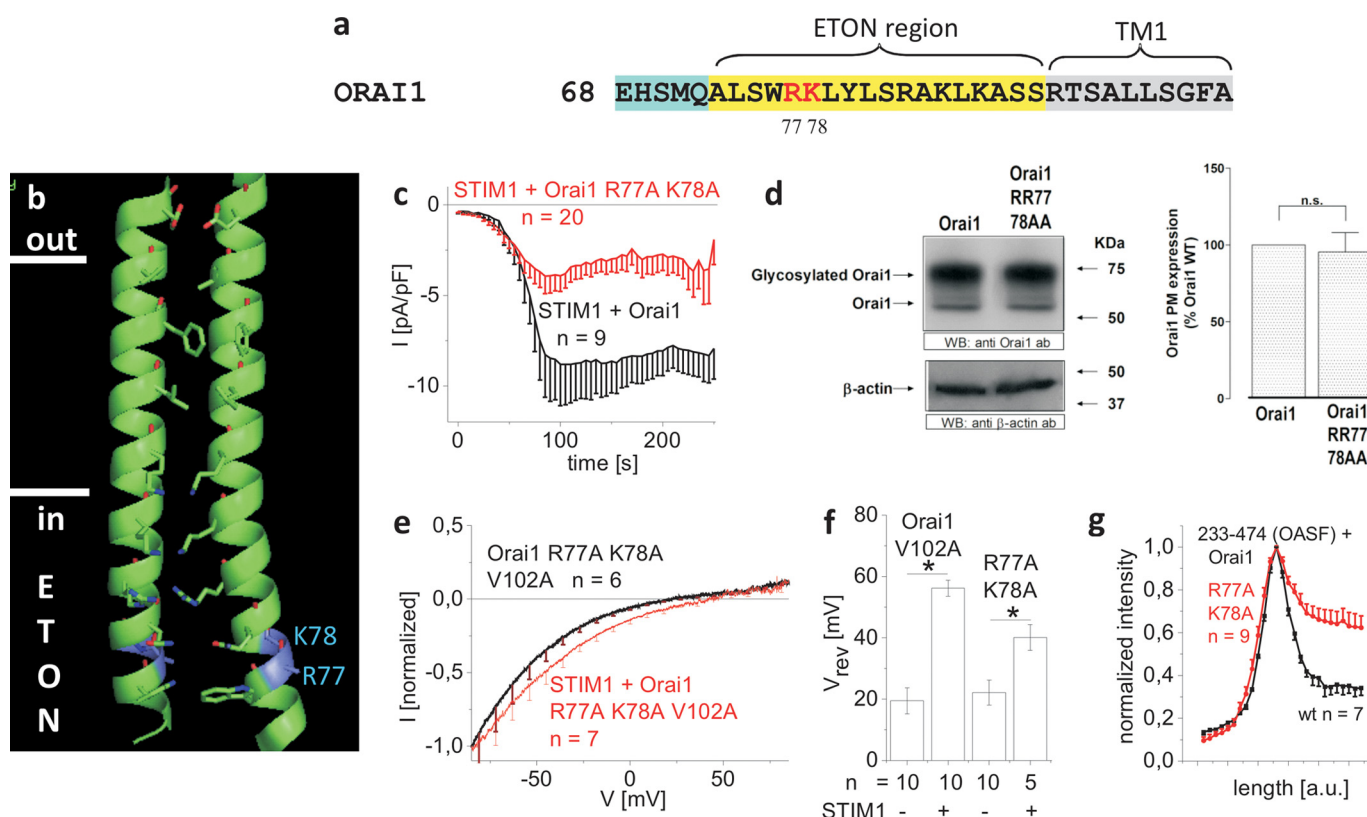 a
ETON region
TM1
ORAI1 68 EHSMQALSWRKLYLSRAKLKASSRTSALLSGFA
77 78
b
out
in
E
T
O
N
K78
R77
c
STIM1 + Orai1 R77A K78A
n = 20
STIM1 + Orai1
n = 9
0
-5
-10
I [pA/pF]
0 100 200
time [s]
d
Orai1
Orai1
RR77
78AA
KDa
Glycosylated Orai1
75
Orai1
50
WB: anti Orai1 ab
β-actin
50
37
WB: anti β-actin ab
Orai1 PM expression
(% Orai1 WT)
150
100
50
0
n.s.
Orai1
Orai1
RR77
78AA
e
0,5
0,0
-0,5
-1,0
I [normalized]
Orai1 R77A K78A
V102A n = 6
STIM1 + Orai1
R77A K78A V102A
n = 7
-50 0 50
V [mV]
f
80
60
40
20
0
Vrev [mV]
Orai1
V102A
*
R77A
K78A
*
n = 10 10 10 5
STIM1 - + - +
g
233-474 (OASF) +
Orai1
R77A
K78A
n = 9
wt n = 7
1,0
0,8
0,6
0,4
0,2
0,0
normalized intensity
length [a.u.]